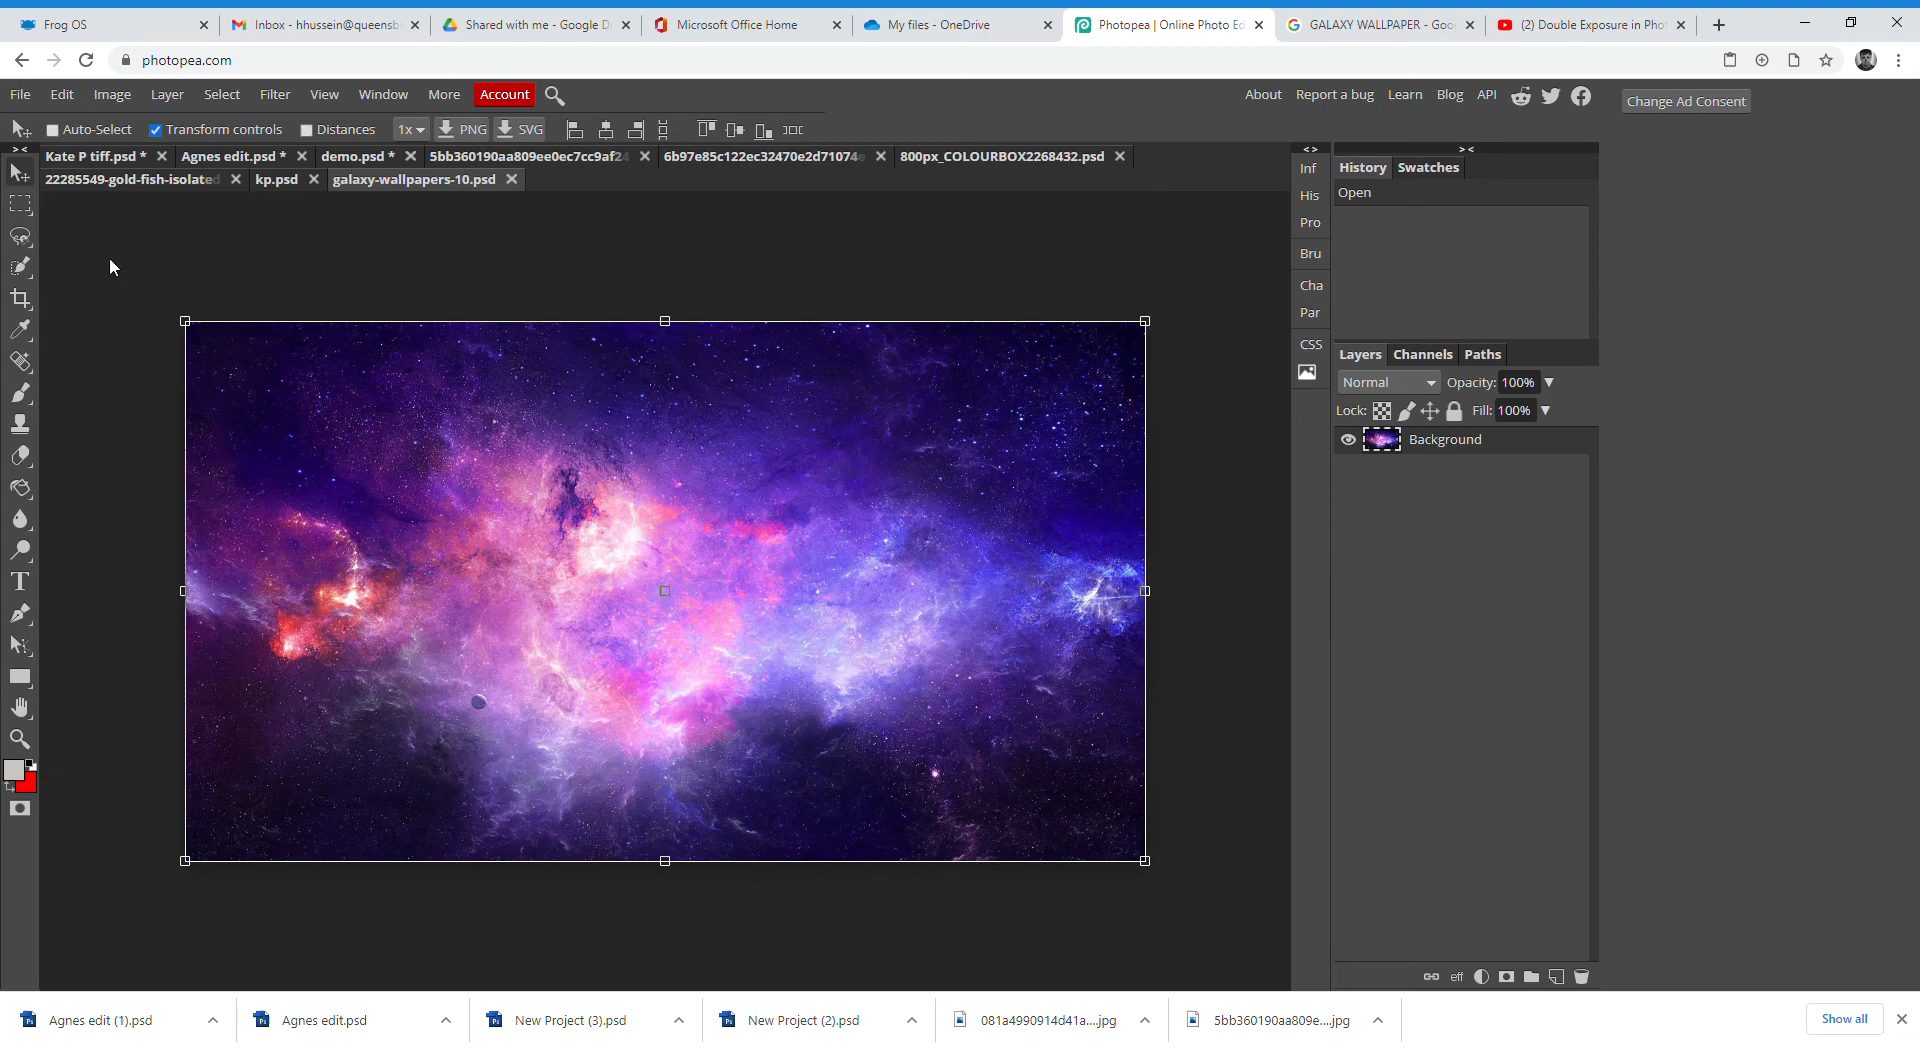 Frog OS
Inbox - hhussein@queensb
Shared with me - Google D
Microsoft Office Home
My files - OneDrive
Photopea | Online Photo Ed
GALAXY WALLPAPER - Goo
(2) Double Exposure in Phot
photopea.com
File Edit Image Layer Select Filter View Window More Account
About Report a bug Learn Blog API
Change Ad Consent
Auto-Select Transform controls Distances 1x PNG SVG
Kate P tiff.psd * Agnes edit.psd * demo.psd * 5bb360190aa809ee0ec7cc9af24 6b97e85c122ec32470e2d71074e 800px_COLOURBOX2268432.psd
22285549-gold-fish-isolated kp.psd galaxy-wallpapers-10.psd
Inf
His
Pro
Bru
Cha
Par
CSS
History Swatches
Open
Layers Channels Paths
Normal Opacity: 100%
Lock: Fill: 100%
Background
eff
Agnes edit (1).psd
Agnes edit.psd
New Project (3).psd
New Project (2).psd
081a4990914d41a....jpg
5bb360190aa809e....jpg
Show all